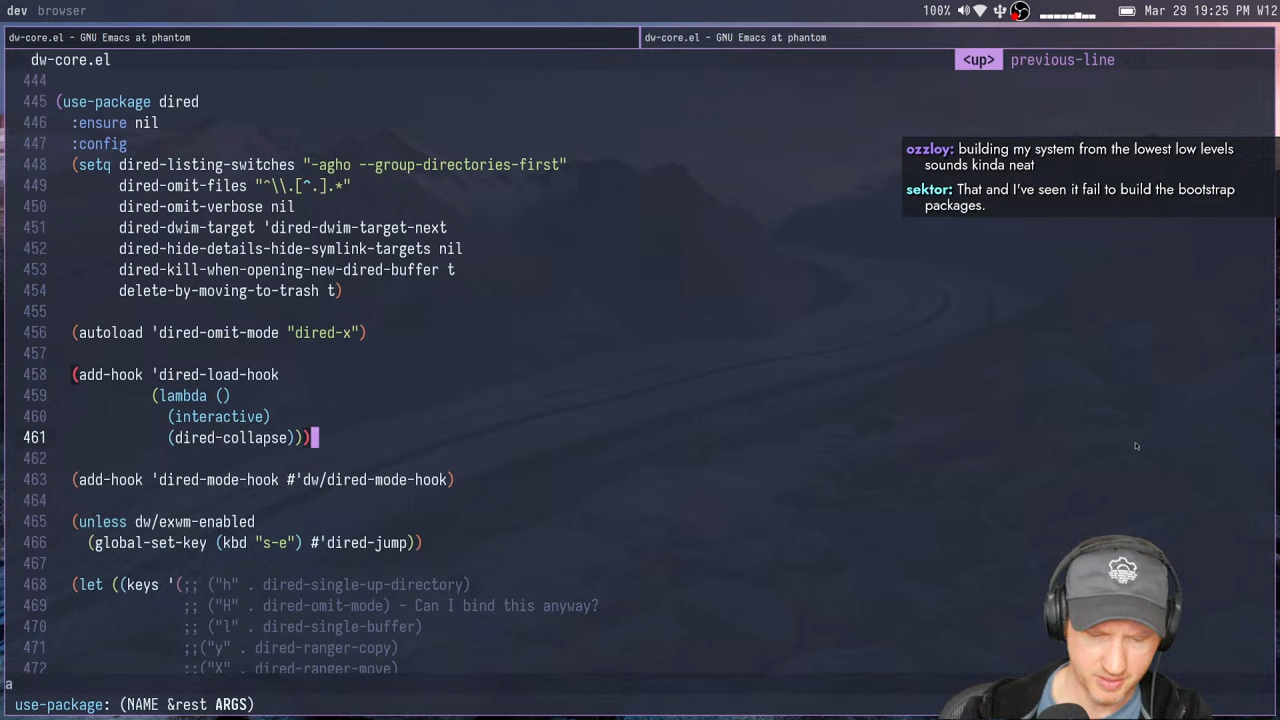 dev browser
100% Mar 29 19:25 PM W12
dw-core.el - GNU Emacs at phantom
dw-core.el - GNU Emacs at phantom
dw-core.el
<up> previous-line
444
445 (use-package dired
446 :ensure nil
447 :config
448 (setq dired-listing-switches "-agho --group-directories-first"
449 dired-omit-files "^\\.[^.].*"
450 dired-omit-verbose nil
451 dired-dwim-target 'dired-dwim-target-next
452 dired-hide-details-hide-symlink-targets nil
453 dired-kill-when-opening-new-dired-buffer t
454 delete-by-moving-to-trash t)
455
456 (autoload 'dired-omit-mode "dired-x")
457
458 (add-hook 'dired-load-hook
459 (lambda ()
460 (interactive)
461 (dired-collapse)))
462
463 (add-hook 'dired-mode-hook #'dw/dired-mode-hook)
464
465 (unless dw/exwm-enabled
466 (global-set-key (kbd "s-e") #'dired-jump))
467
468 (let ((keys '(;; ("h" . dired-single-up-directory)
469 ;; ("H" . dired-omit-mode) - Can I bind this anyway?
470 ;; ("l" . dired-single-buffer)
471 ;;("y" . dired-ranger-copy)
472 ;;("X" . dired-ranger-move)
ozzloy: building my system from the lowest low levels
sounds kinda neat
sektor: That and I've seen it fail to build the bootstrap
packages.
a
use-package: (NAME &rest ARGS)